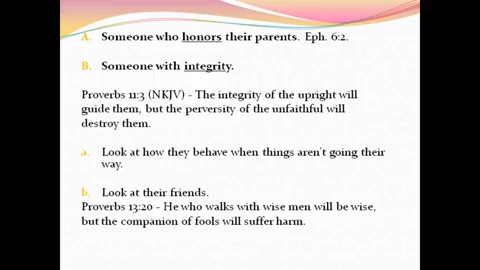 A. Someone who honors their parents. Eph. 6:2.
B. Someone with integrity.
Proverbs 11:3 (NKJV) - The integrity of the upright will
guide them, but the perversity of the unfaithful will
destroy them.
a. Look at how they behave when things aren't going their
way.
b. Look at their friends.
Proverbs 13:20 - He who walks with wise men will be wise,
but the companion of fools will suffer harm.